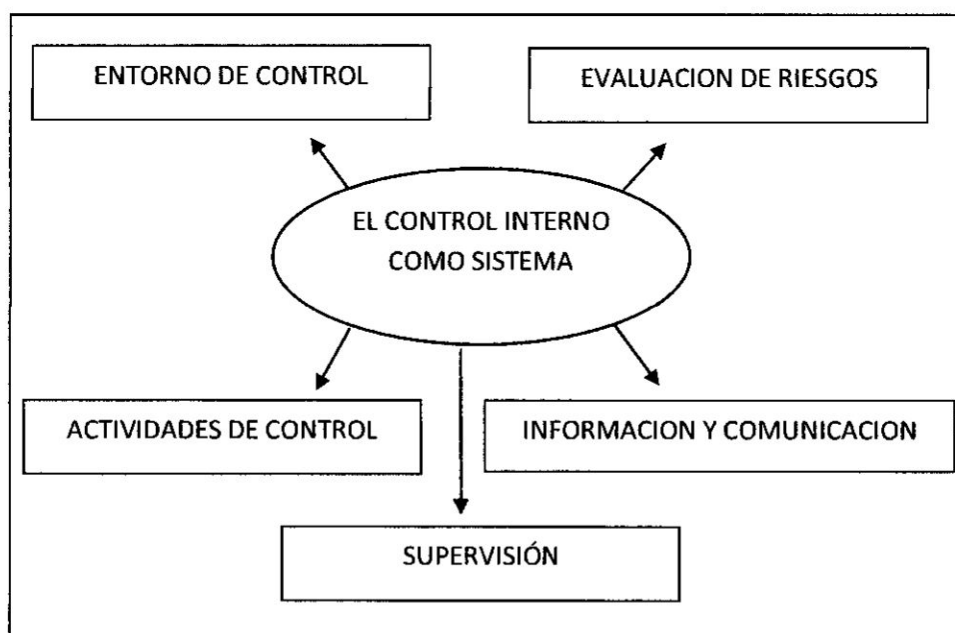 ENTORNO DE CONTROL
EVALUACION DE RIESGOS
EL CONTROL INTERNO
COMO SISTEMA
ACTIVIDADES DE CONTROL
INFORMACION Y COMUNICACION
SUPERVISIÓN